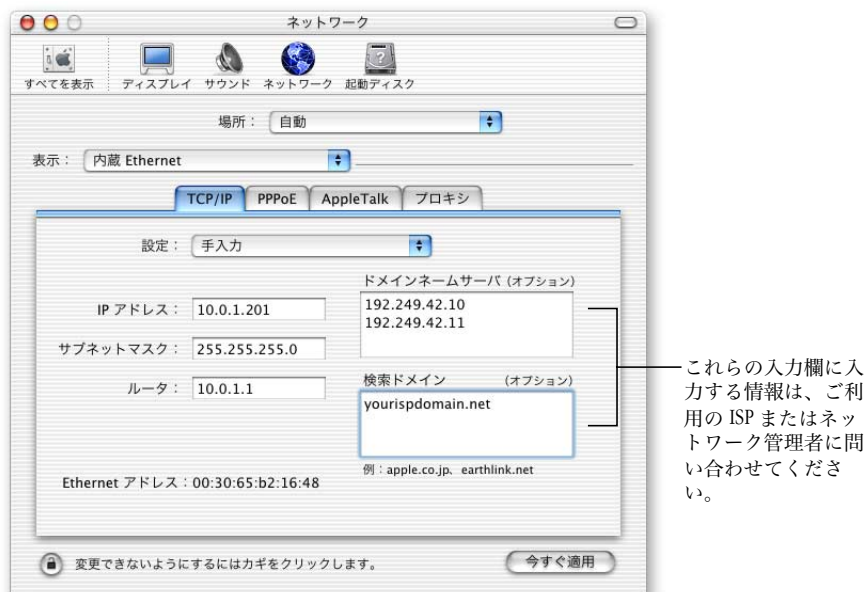 ネットワーク
すべてを表示 ディスプレイ サウンド ネットワーク 起動ディスク
場所： 自動
表示： 内蔵 Ethernet
TCP/IP PPPoE AppleTalk プロキシ
設定： 手入力
ドメインネームサーバ (オプション)
IP アドレス： 10.0.1.201
192.249.42.10
192.249.42.11
サブネットマスク： 255.255.255.0
ルータ： 10.0.1.1
検索ドメイン (オプション)
yourispdomain.net
例：apple.co.jp、earthlink.net
Ethernet アドレス：00:30:65:b2:16:48
変更できないようにするにはカギをクリックします。
今すぐ適用
これらの入力欄に入
力する情報は、ご利
用の ISP またはネッ
トワーク管理者に問
い合わせてくださ
い。